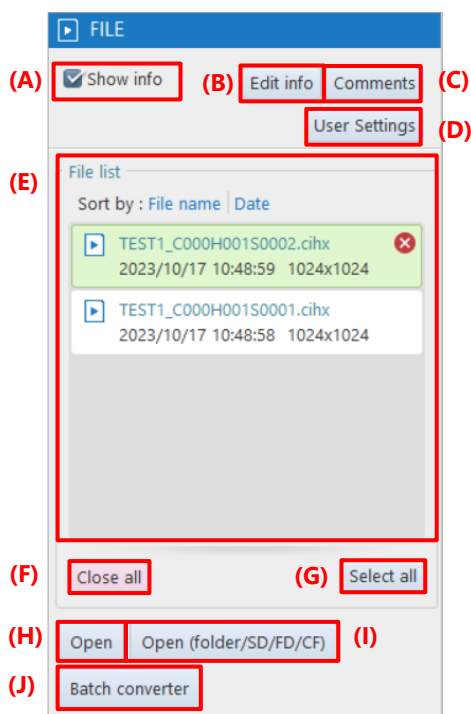 FILE
(A) Show info (B) Edit info Comments (C)
User Settings (D)
(E) File list
Sort by : File name | Date
TEST1_C000H001S0002.cihx
2023/10/17 10:48:59 1024x1024
TEST1_C000H001S0001.cihx
2023/10/17 10:48:58 1024x1024
(F) Close all (G) Select all
(H) Open Open (folder/SD/FD/CF) (I)
(J) Batch converter